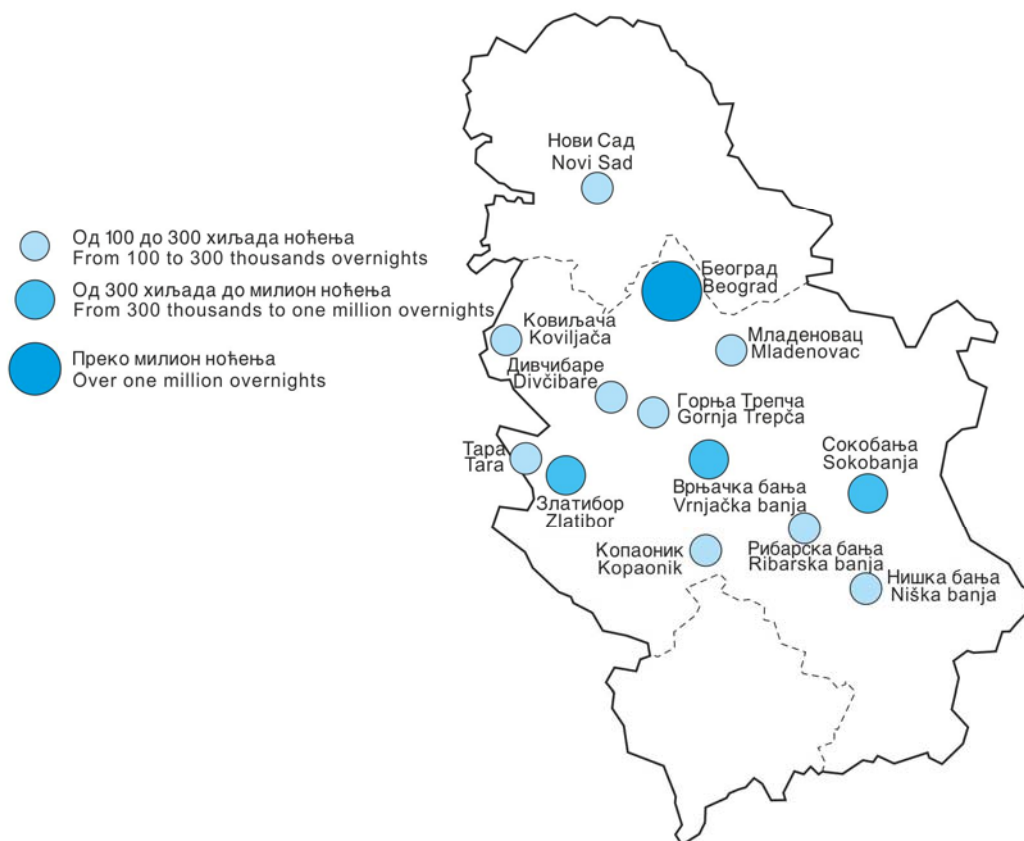 Нови Сад
Novi Sad
Од 100 до 300 хиљада ноћења
From 100 to 300 thousands overnights
Од 300 хиљада до милион ноћења
From 300 thousands to one million overnights
Преко милион ноћења
Over one million overnights
Београд
Beograd
Ковиљача
Koviljača
Младеновац
Mladenovac
Дивчибаре
Divčibare
Горња Трепча
Gornja Trepča
Тара
Tara
Златибор
Zlatibor
Врњачка бања
Vrnjačka banja
Сокобања
Sokobanja
Копаоник
Kopaonik
Рибарска бања
Ribarska banja
Нишка бања
Niška banja